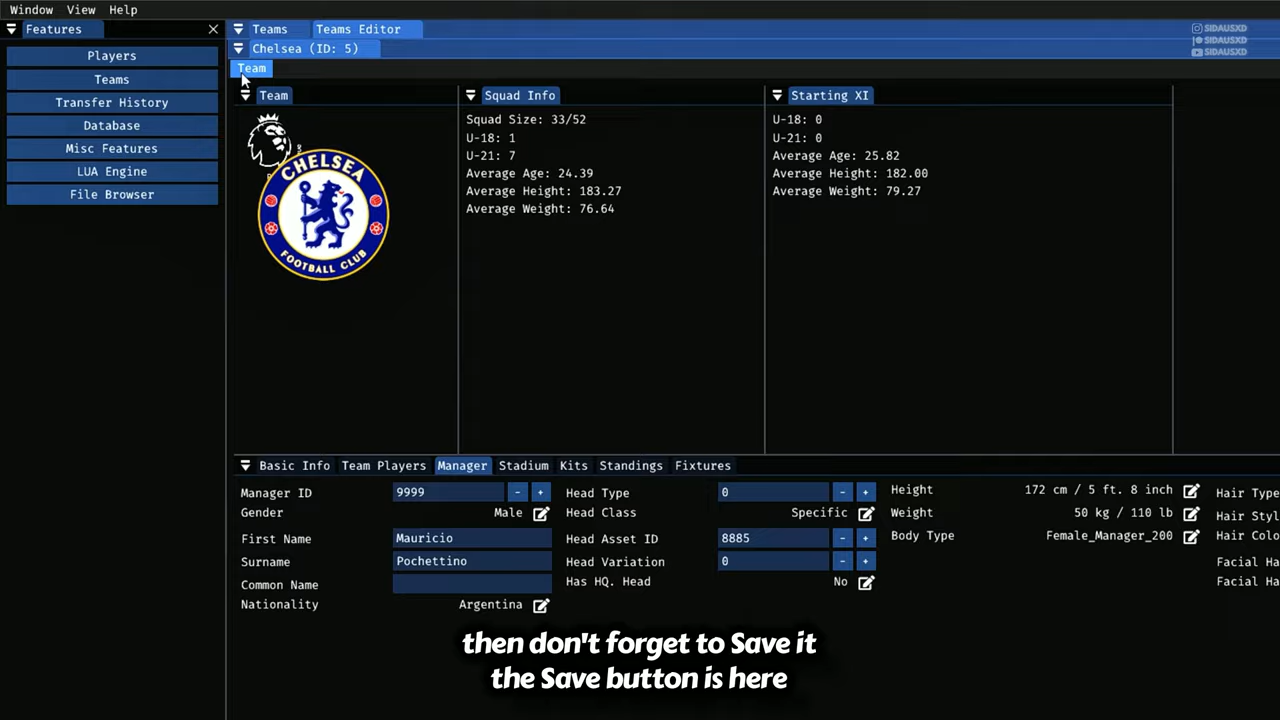 Window View Help
Features
Teams
Teams Editor
SIDAUSXD
SIDAUSXD
SIDAUSXD
Chelsea (ID: 5)
Team
Players
Teams
Transfer History
Database
Misc Features
LUA Engine
File Browser
Team
CHELSEA
FOOTBALL CLUB
Squad Info
Squad Size: 33/52
U-18: 1
U-21: 7
Average Age: 24.39
Average Height: 183.27
Average Weight: 76.64
Starting XI
U-18: 0
U-21: 0
Average Age: 25.82
Average Height: 182.00
Average Weight: 79.27
Basic Info Team Players Manager Stadium Kits Standings Fixtures
Manager ID 9999 - +
Gender Male
First Name Mauricio
Surname Pochettino
Common Name
Nationality Argentina
Head Type 0 - +
Head Class Specific
Head Asset ID 8885 - +
Head Variation 0 - +
Has HQ. Head No
Height 172 cm / 5 ft. 8 inch
Weight 50 kg / 110 lb
Body Type Female_Manager_200
Hair Type
Hair Styl
Hair Colo
Facial Ha
Facial Ha
then don't forget to Save it
the Save button is here